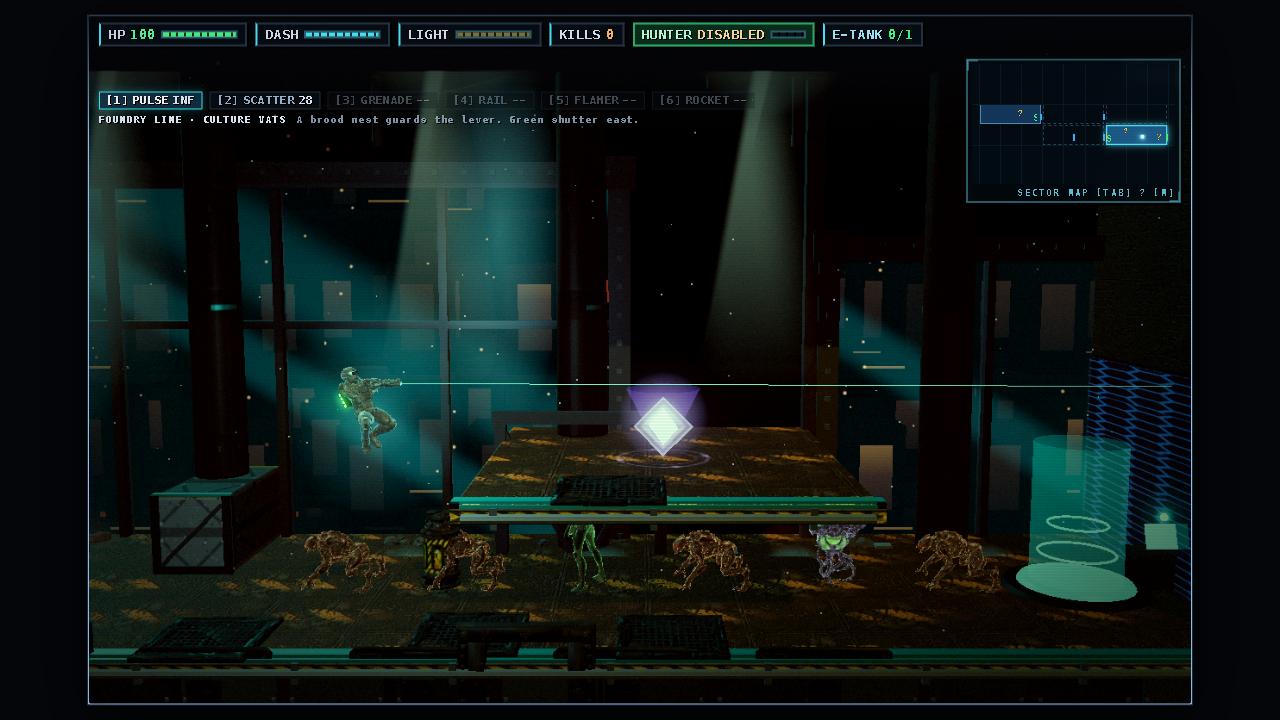 HP 100 DASH LIGHT KILLS 0 HUNTER DISABLED E-TANK 0/1
[1] PULSE INF [2] SCATTER 28 [3] GRENADE -- [4] RAIL -- [5] FLAMER -- [6] ROCKET --
FOUNDRY LINE · CULTURE VATS A brood nest guards the lever. Green shutter east.
? S
S ? ?
SECTOR MAP [TAB] ? [M]